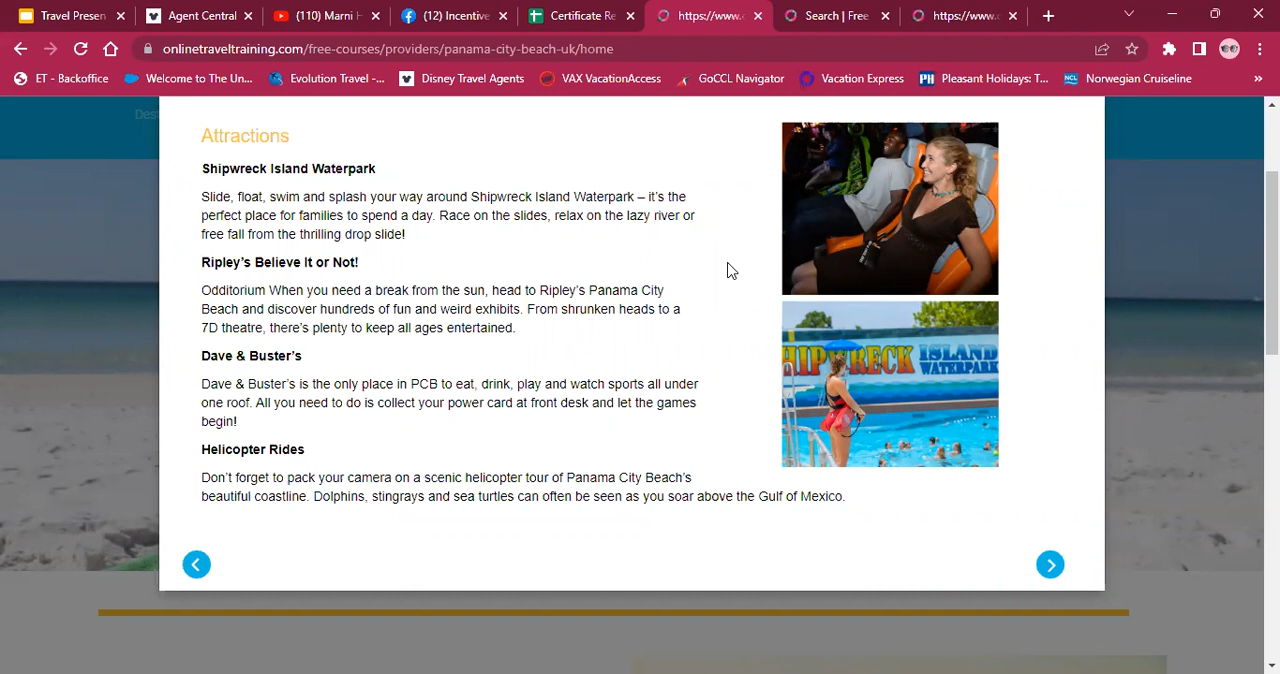 Travel Presen
Agent Central
(110) Marni H
(12) Incentive
Certificate Re
https://www.
Search | Free
https://www.
onlinetraveltraining.com/free-courses/providers/panama-city-beach-uk/home
ET - Backoffice
Welcome to The Un...
Evolution Travel -...
Disney Travel Agents
VAX VacationAccess
GoCCL Navigator
Vacation Express
Pleasant Holidays: T...
Norwegian Cruiseline
»
Dest
Attractions
Shipwreck Island Waterpark
Slide, float, swim and splash your way around Shipwreck Island Waterpark – it’s the
perfect place for families to spend a day. Race on the slides, relax on the lazy river or
free fall from the thrilling drop slide!
Ripley’s Believe It or Not!
Odditorium When you need a break from the sun, head to Ripley’s Panama City
Beach and discover hundreds of fun and weird exhibits. From shrunken heads to a
7D theatre, there’s plenty to keep all ages entertained.
Dave & Buster’s
Dave & Buster’s is the only place in PCB to eat, drink, play and watch sports all under
one roof. All you need to do is collect your power card at front desk and let the games
begin!
Helicopter Rides
Don’t forget to pack your camera on a scenic helicopter tour of Panama City Beach’s
beautiful coastline. Dolphins, stingrays and sea turtles can often be seen as you soar above the Gulf of Mexico.
SHIPWRECK ISLAND
WATERPARK